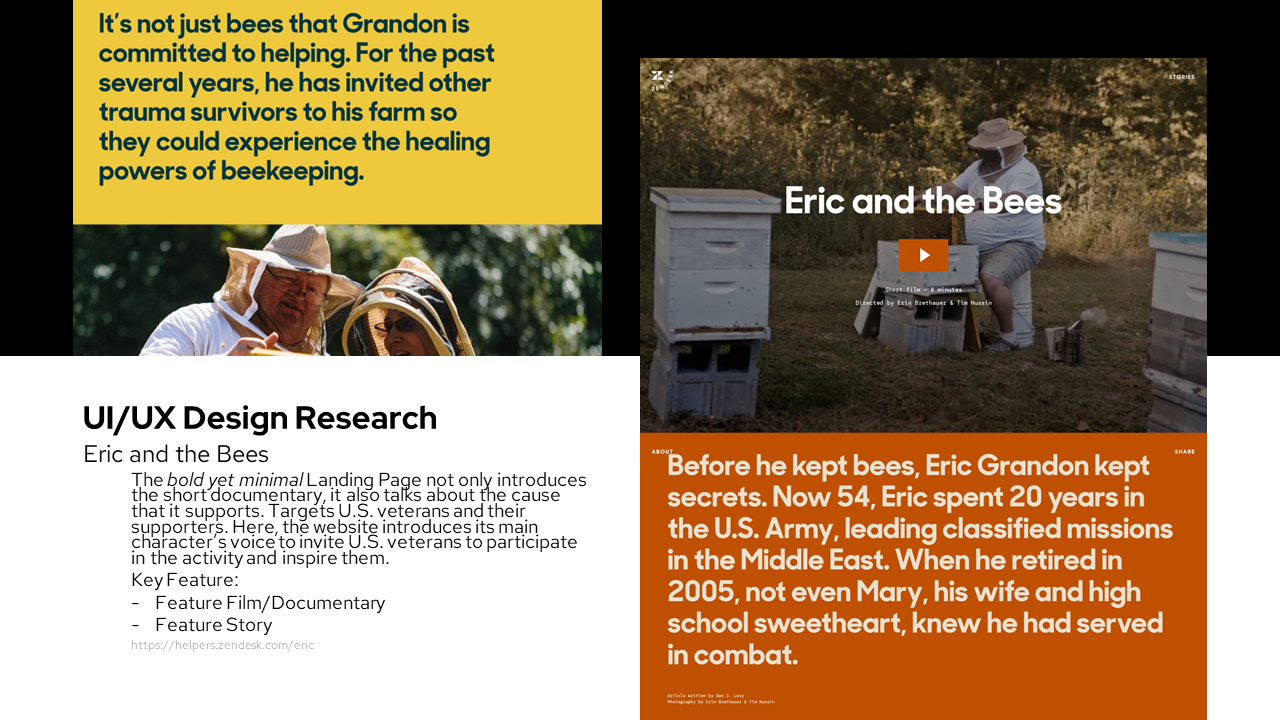 It’s not just bees that Grandon is
committed to helping. For the past
several years, he has invited other
trauma survivors to his farm so
they could experience the healing
powers of beekeeping.
UI/UX Design Research
Eric and the Bees
The bold yet minimal Landing Page not only introduces
the short documentary, it also talks about the cause
that it supports. Targets U.S. veterans and their
supporters. Here, the website introduces its main
character’s voice to invite U.S. veterans to participate
in the activity and inspire them.
Key Feature:
- Feature Film/Documentary
- Feature Story
https://helpers.zendesk.com/eric
ZENDESK
STORIES
Eric and the Bees
Short film — 8 minutes
Directed by Erin Brethauer & Tim Hussin
ABOUT
SHARE
Before he kept bees, Eric Grandon kept
secrets. Now 54, Eric spent 20 years in
the U.S. Army, leading classified missions
in the Middle East. When he retired in
2005, not even Mary, his wife and high
school sweetheart, knew he had served
in combat.
Article written by Dan J. Levy
Photography by Erin Brethauer & Tim Hussin